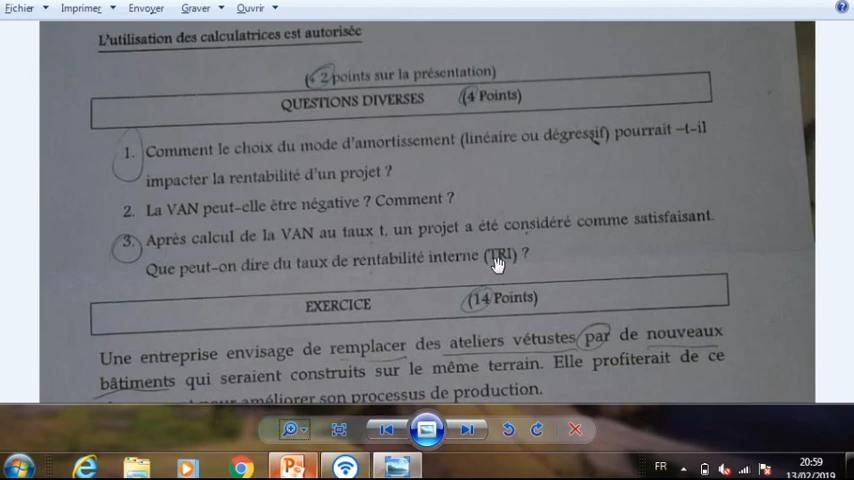 Fichier Imprimer Envoyer Graver Ouvrir
L'utilisation des calculatrices est autorisée
(+ 2 points sur la présentation)
QUESTIONS DIVERSES (4 Points)
1. Comment le choix du mode d'amortissement (linéaire ou dégressif) pourrait –t-il
impacter la rentabilité d'un projet ?
2. La VAN peut-elle être négative ? Comment ?
3. Après calcul de la VAN au taux t, un projet a été considéré comme satisfaisant.
Que peut-on dire du taux de rentabilité interne (TRI) ?
EXERCICE (14 Points)
Une entreprise envisage de remplacer des ateliers vétustes par de nouveaux
bâtiments qui seraient construits sur le même terrain. Elle profiterait de ce
améliorer son processus de production.
FR 20:59
13/02/2019